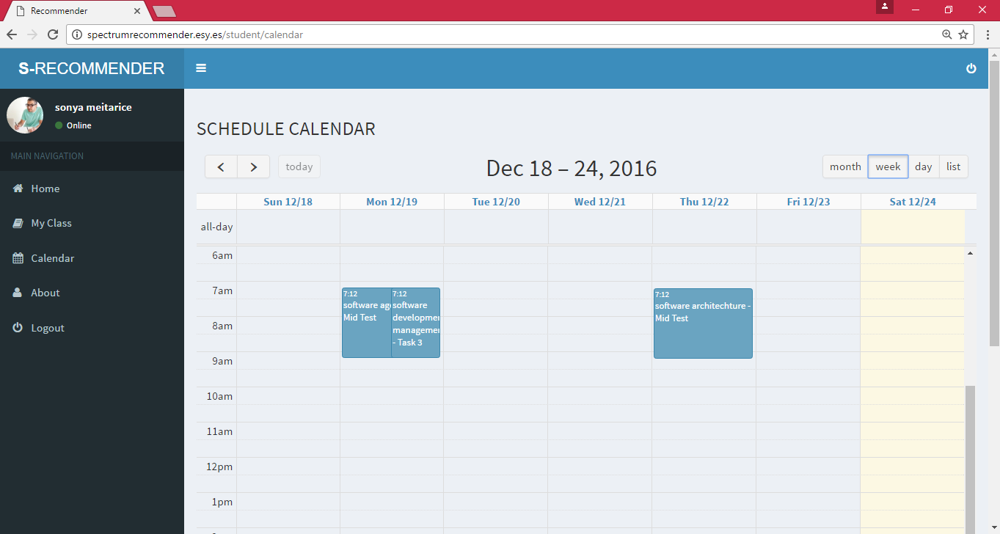 Recommender
spectrumrecommender.esy.es/student/calendar
S-RECOMMENDER
sonya meitarice
Online
MAIN NAVIGATION
Home
My Class
Calendar
About
Logout
SCHEDULE CALENDAR
today
Dec 18 – 24, 2016
month week day list
Sun 12/18 Mon 12/19 Tue 12/20 Wed 12/21 Thu 12/22 Fri 12/23 Sat 12/24
all-day
6am
7am
8am
9am
10am
11am
12pm
1pm
7:12
software age
Mid Test
7:12
software
developme
manageme
- Task 3
7:12
software architechture -
Mid Test